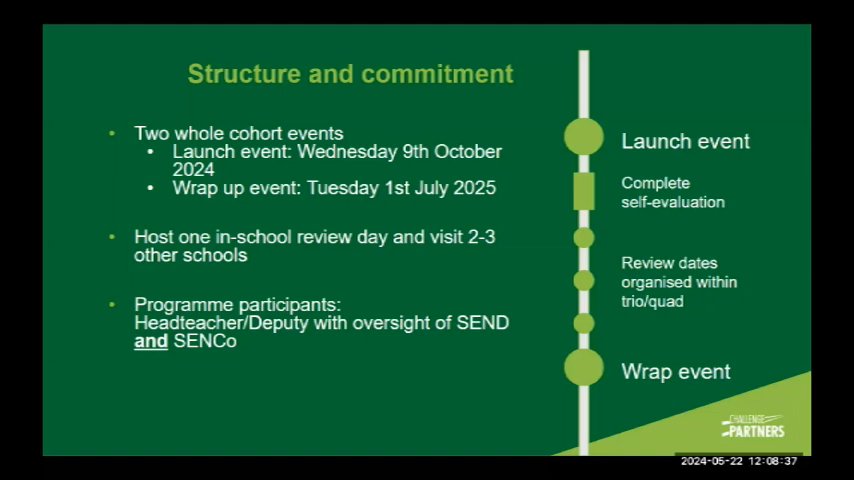 Structure and commitment
Two whole cohort events
Launch event: Wednesday 9th October
2024
Wrap up event: Tuesday 1st July 2025
Host one in-school review day and visit 2-3
other schools
Programme participants:
Headteacher/Deputy with oversight of SEND
and SENCo
Launch event
Complete
self-evaluation
Review dates
organised within
trio/quad
Wrap event
CHALLENGE
PARTNERS
2024-05-22 12:08:37